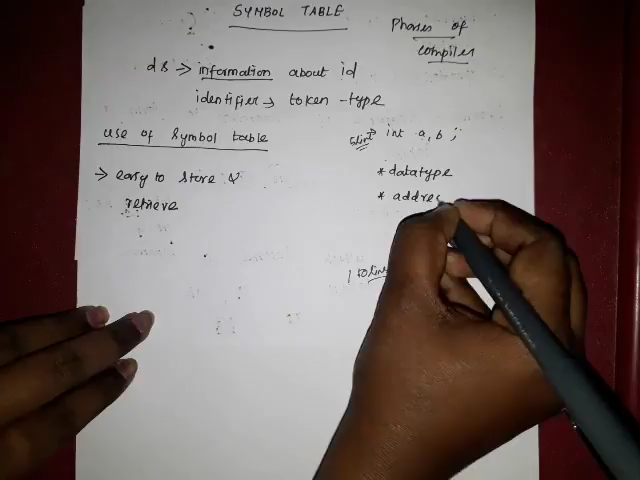 SYMBOL TABLE
Phases of
compiler
ds → information about id
identifier → token-type
use of symbol table
int a, b ;
→ easy to store &
retrieve
* datatype
* addres